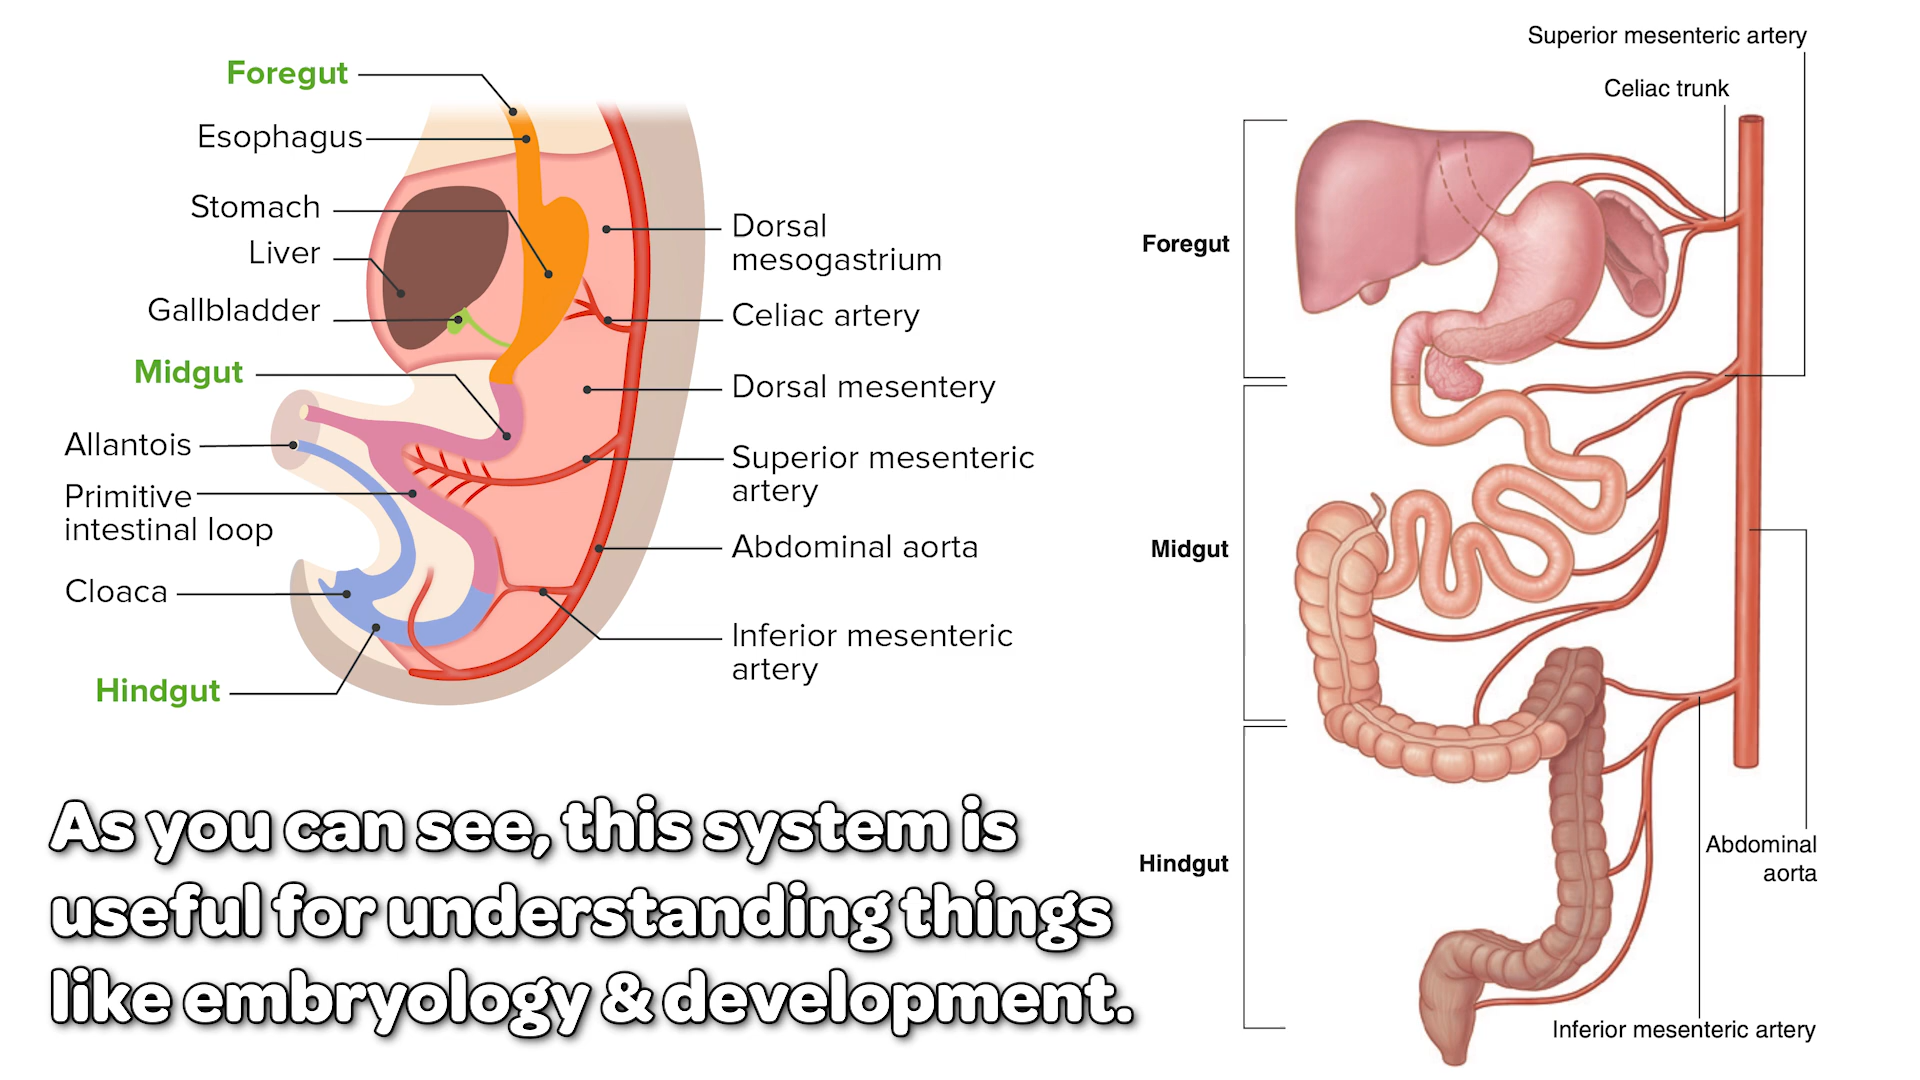 Foregut
Esophagus
Stomach
Liver
Gallbladder
Midgut
Allantois
Primitive
intestinal loop
Cloaca
Hindgut
Dorsal
mesogastrium
Celiac artery
Dorsal mesentery
Superior mesenteric
artery
Abdominal aorta
Inferior mesenteric
artery
As you can see, this system is
useful for understanding things
like embryology & development.
Superior mesenteric artery
Celiac trunk
Foregut
Midgut
Hindgut
Abdominal
aorta
Inferior mesenteric artery